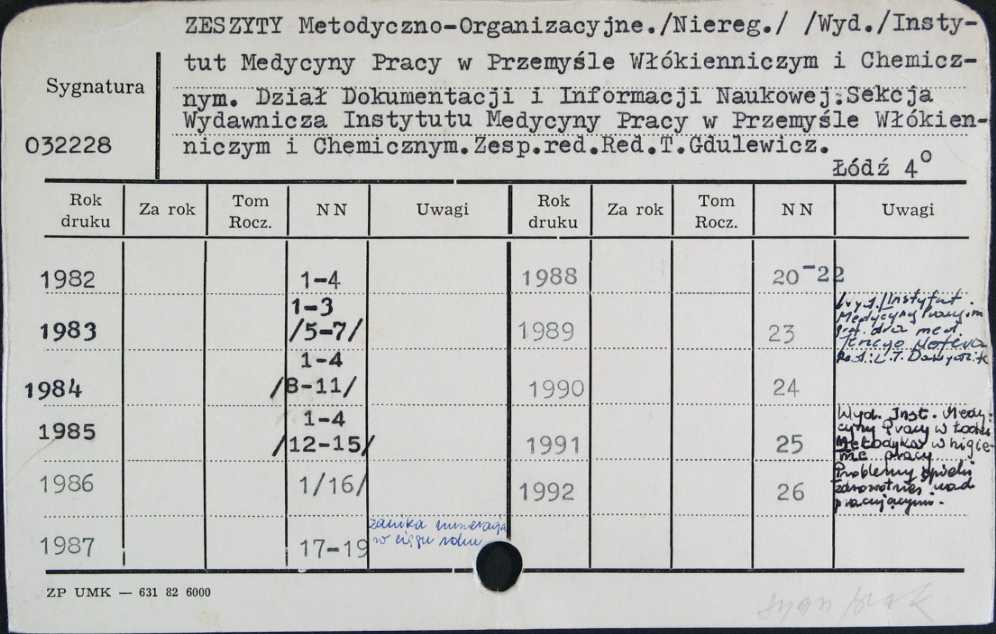 ZESZYTY Metodyczno-Organizacyjne./Niereg./ /Wyd./Insty-
tut Medycyny Pracy w Przemyśle Włókienniczym i Chemicz-
nym. Dział Dokumentacji i Informacji Naukowej:Sekcja
Wydawnicza Instytutu Medycyny Pracy w Przemyśle Włókien-
niczym i Chemicznym.Zesp.red.Red.T.Gdulewicz.
Łódź 4°
Sygnatura
032228
Rok druku Za rok Tom Rocz. NN Uwagi Rok druku Za rok Tom Rocz. NN Uwagi
1982 1-4
1983 1-3 /5-7/
1984 1-4 /8-11/
1985 1-4 /12-15/
1986 1/16/
1987 17-19 zanika numeracja
w ciągu roku
1988 20-22
1989 23 /Wyd./Instytut
Medycyny Pracy im
prof. dra med.
Jerzego Nofera
Red.: T.
1990 24
1991 25 Wyd. Inst. Medy-
cyny Pracy w Łodzi
Metodyka w higie-
nie pracy.
1992 26 Problemy opieki
zdrowotnej nad
pracującymi.
ZP UMK — 631 82 6000